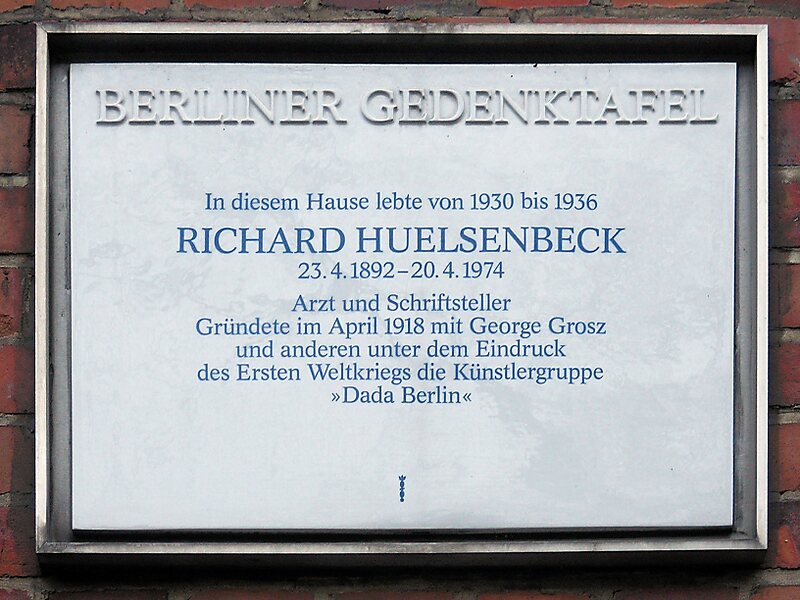 BERLINER GEDENKTAFEL
In diesem Hause lebte von 1930 bis 1936
RICHARD HUELSENBECK
23.4.1892–20.4.1974
Arzt und Schriftsteller
Gründete im April 1918 mit George Grosz
und anderen unter dem Eindruck
des Ersten Weltkriegs die Künstlergruppe
»Dada Berlin«